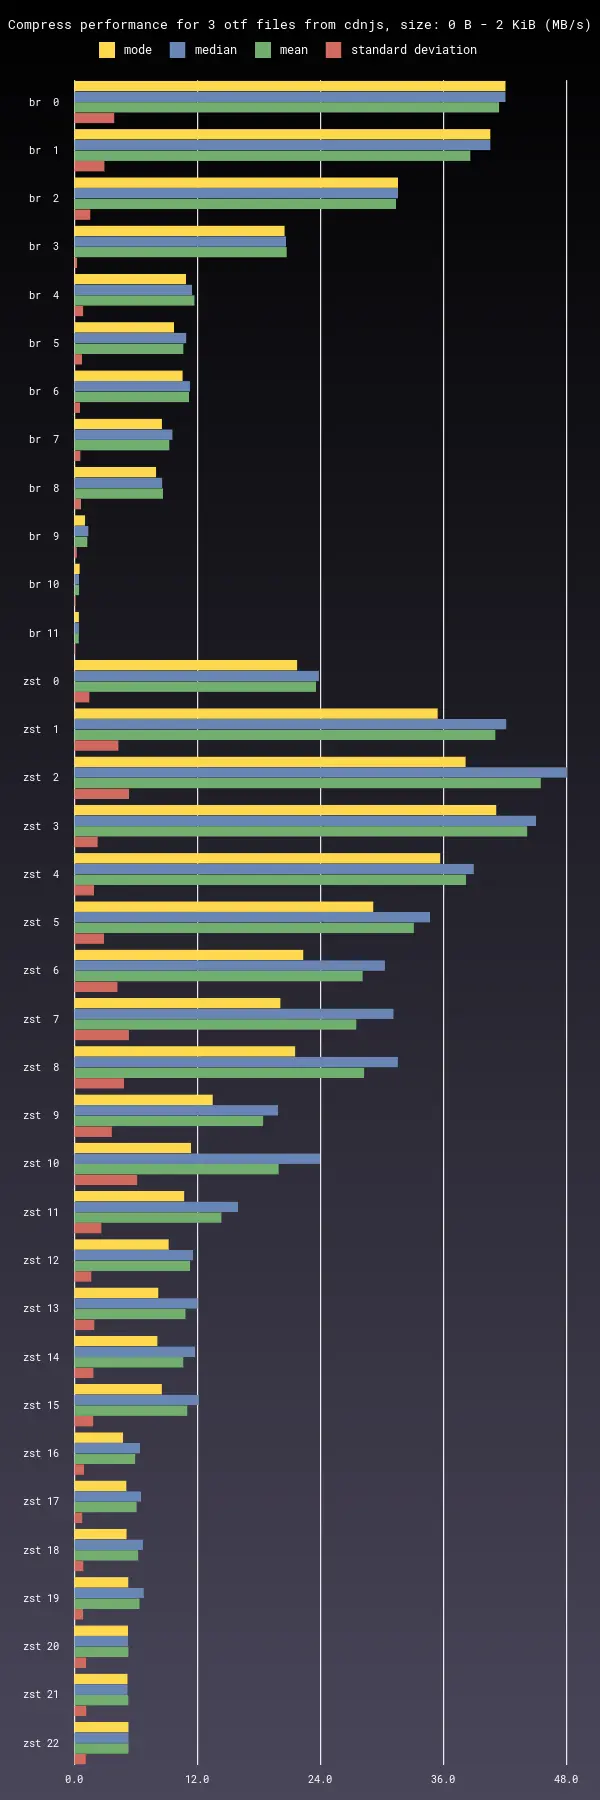 Compress performance for 3 otf files from cdnjs, size: 0 B - 2 KiB (MB/s)
mode median mean standard deviation
br 0
br 1
br 2
br 3
br 4
br 5
br 6
br 7
br 8
br 9
br 10
br 11
zst 0
zst 1
zst 2
zst 3
zst 4
zst 5
zst 6
zst 7
zst 8
zst 9
zst 10
zst 11
zst 12
zst 13
zst 14
zst 15
zst 16
zst 17
zst 18
zst 19
zst 20
zst 21
zst 22
0.0 12.0 24.0 36.0 48.0